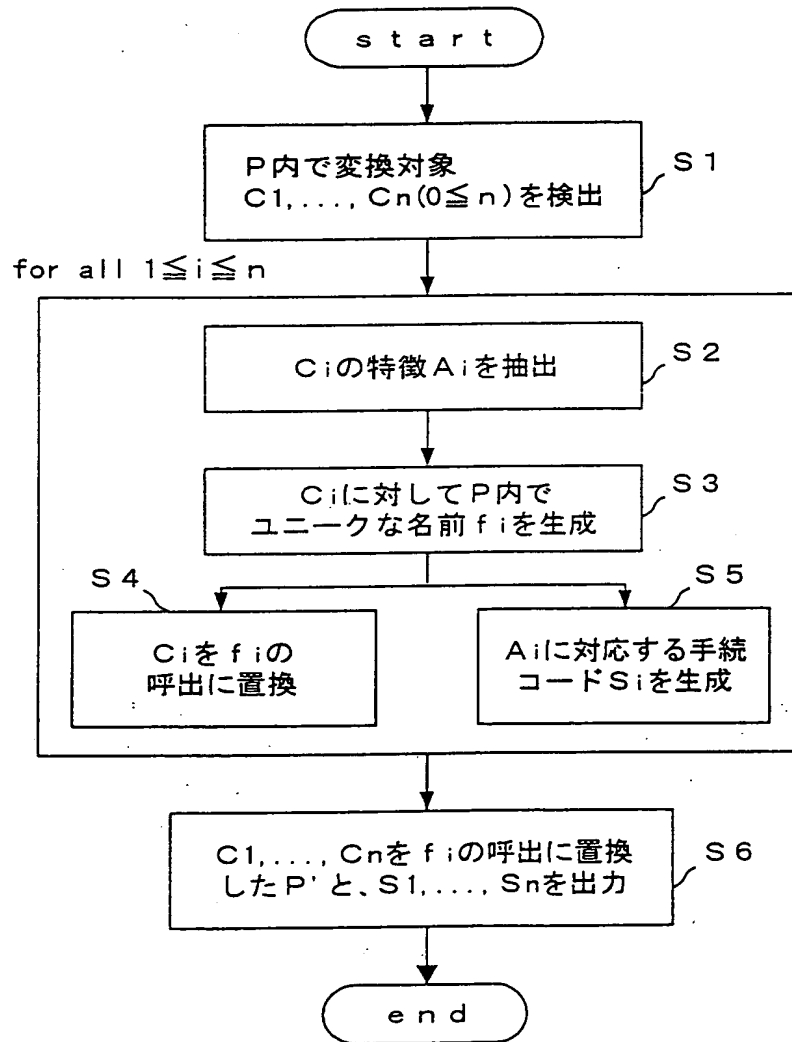 start
P内で変換対象
C1,..., Cn(0≦n)を検出
S1
for all 1≦i≦n
Ciの特徴Aiを抽出
S2
Ciに対してP内で
ユニークな名前fiを生成
S3
S4
Ciをfiの
呼出に置換
S5
Aiに対応する手続
コードSiを生成
C1,..., Cnをfiの呼出に置換
したP'と、S1,..., Snを出力
S6
end